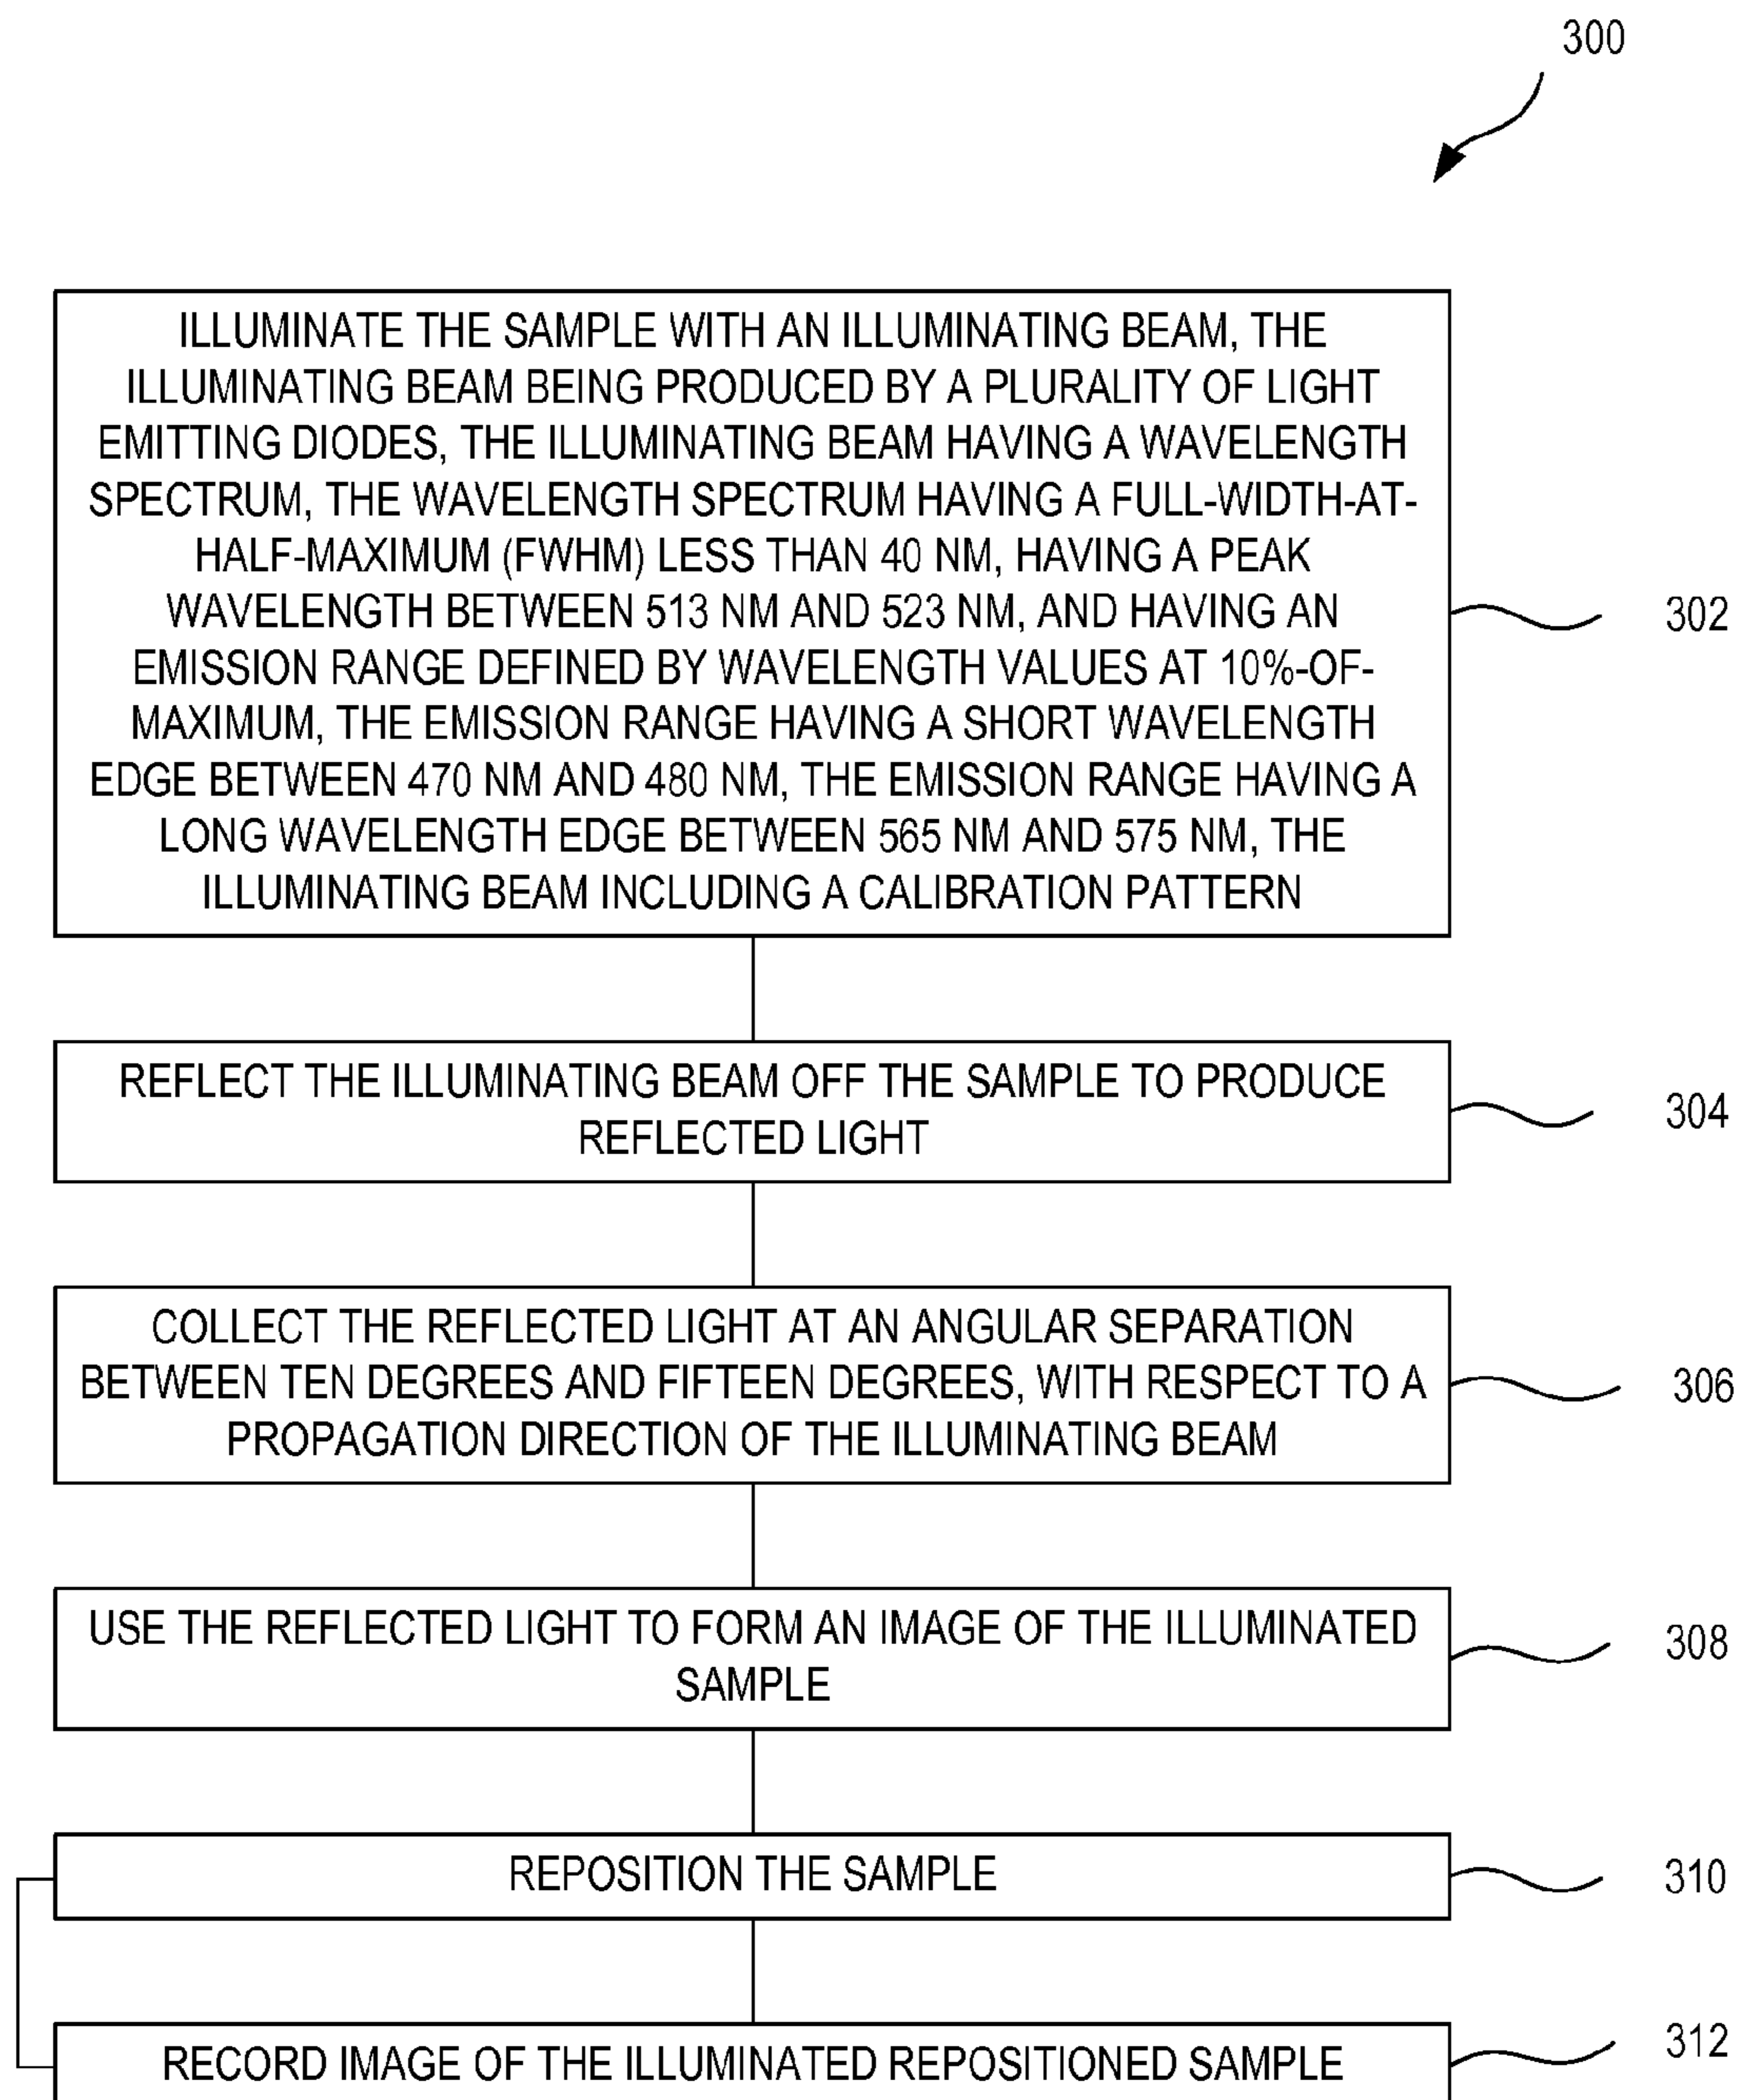 300
ILLUMINATE THE SAMPLE WITH AN ILLUMINATING BEAM, THE
ILLUMINATING BEAM BEING PRODUCED BY A PLURALITY OF LIGHT
EMITTING DIODES, THE ILLUMINATING BEAM HAVING A WAVELENGTH
SPECTRUM, THE WAVELENGTH SPECTRUM HAVING A FULL-WIDTH-AT-
HALF-MAXIMUM (FWHM) LESS THAN 40 NM, HAVING A PEAK
WAVELENGTH BETWEEN 513 NM AND 523 NM, AND HAVING AN
EMISSION RANGE DEFINED BY WAVELENGTH VALUES AT 10%-OF-
MAXIMUM, THE EMISSION RANGE HAVING A SHORT WAVELENGTH
EDGE BETWEEN 470 NM AND 480 NM, THE EMISSION RANGE HAVING A
LONG WAVELENGTH EDGE BETWEEN 565 NM AND 575 NM, THE
ILLUMINATING BEAM INCLUDING A CALIBRATION PATTERN
302
REFLECT THE ILLUMINATING BEAM OFF THE SAMPLE TO PRODUCE
REFLECTED LIGHT
304
COLLECT THE REFLECTED LIGHT AT AN ANGULAR SEPARATION
BETWEEN TEN DEGREES AND FIFTEEN DEGREES, WITH RESPECT TO A
PROPAGATION DIRECTION OF THE ILLUMINATING BEAM
306
USE THE REFLECTED LIGHT TO FORM AN IMAGE OF THE ILLUMINATED
SAMPLE
308
REPOSITION THE SAMPLE
310
RECORD IMAGE OF THE ILLUMINATED REPOSITIONED SAMPLE
312